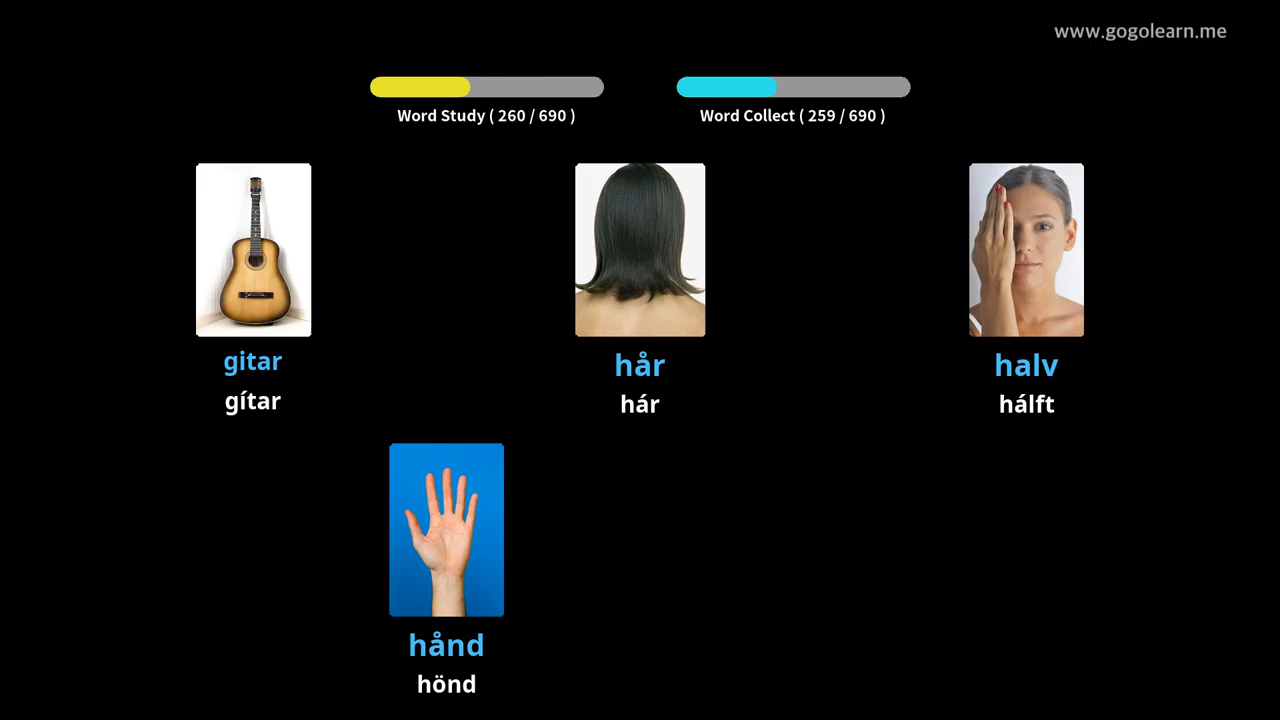 www.gogolearn.me
Word Study ( 260 / 690 )
Word Collect ( 259 / 690 )
gitar
gítar
hår
hár
halv
hálft
hånd
hönd